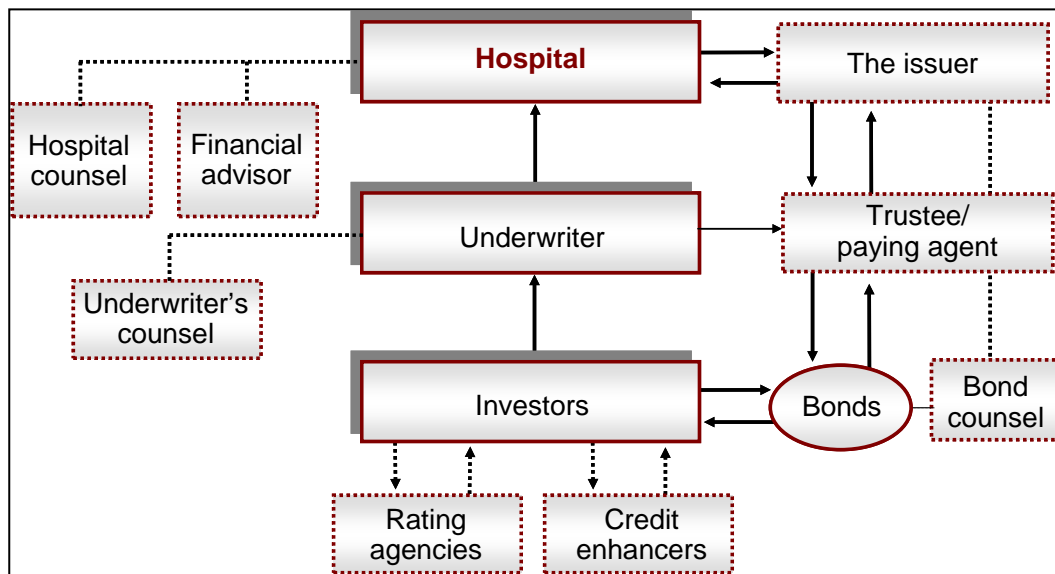 Hospital
The issuer
Hospital
counsel
Financial
advisor
Underwriter
Trustee/
paying agent
Underwriter's
counsel
Investors
Bonds
Bond
counsel
Rating
agencies
Credit
enhancers